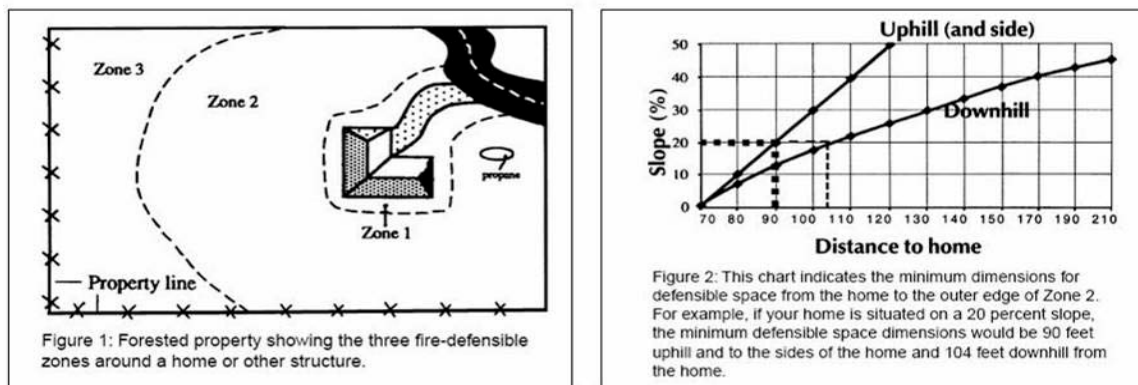 Zone 3
Zone 2
propane
Zone 1
Property line
Figure 1: Forested property showing the three fire-defensible
zones around a home or other structure.
Uphill (and side)
50
40
30
20
10
0
Slope (%)
Downhill
70 80 90 100 110 120 130 140 150 160 170 190 210
Distance to home
Figure 2: This chart indicates the minimum dimensions for
defensible space from the home to the outer edge of Zone 2.
For example, if your home is situated on a 20 percent slope,
the minimum defensible space dimensions would be 90 feet
uphill and to the sides of the home and 104 feet downhill from
the home.